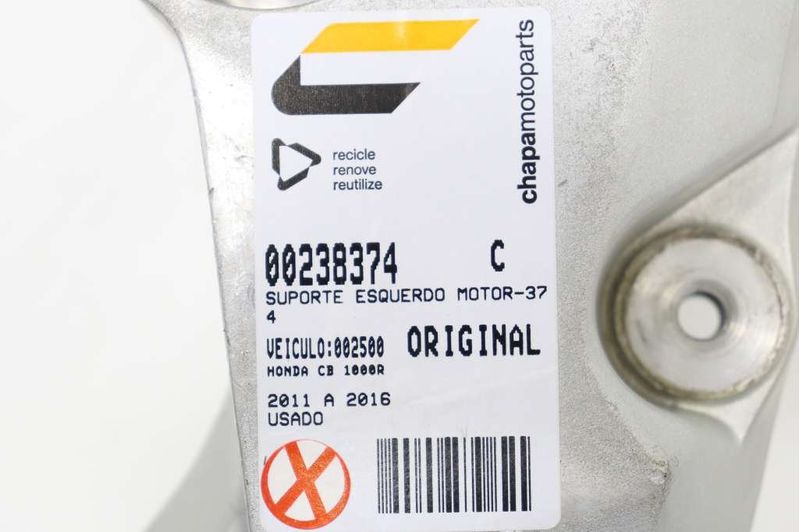 chapamotoparts
recicle
renove
reutilize
00238374 C
SUPORTE ESQUERDO MOTOR-37
4
VEICULO:002500 ORIGINAL
HONDA CB 1000R
2011 A 2016
USADO